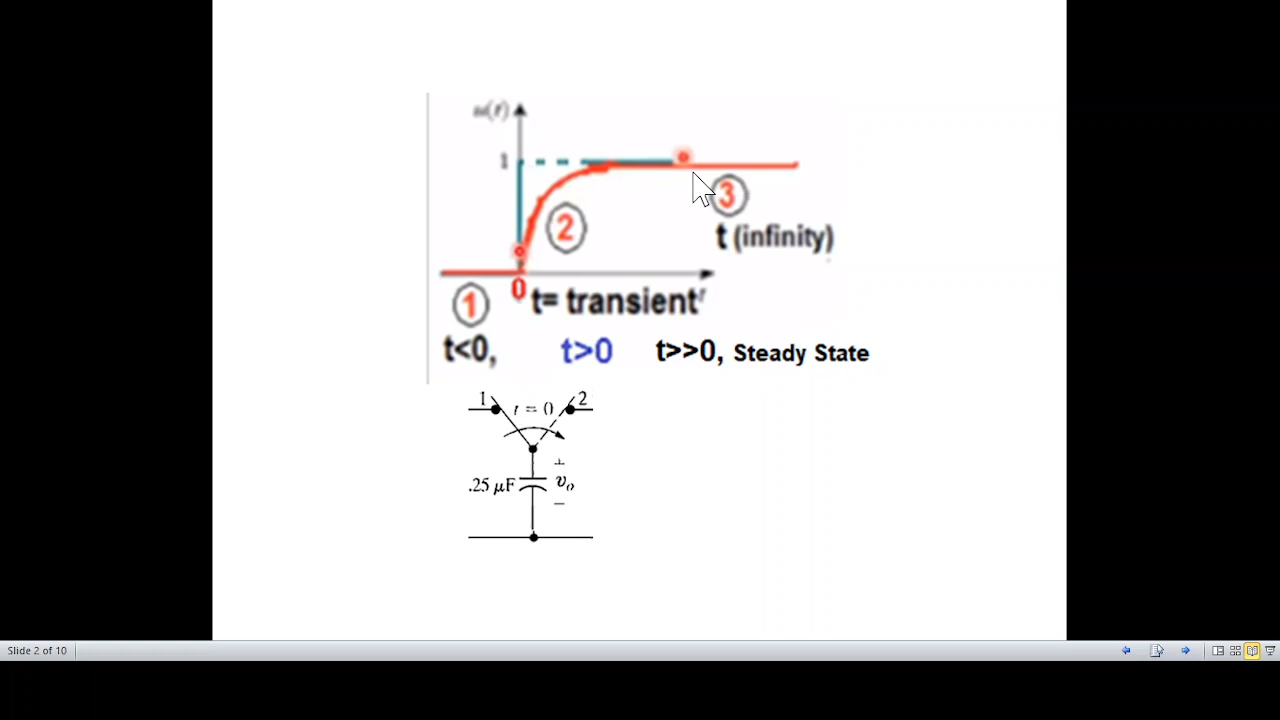 u(t)
1
2
3
t (infinity)
0
1
t= transient
t<0, t>0 t>>0, Steady State
1 t = 0 2
+
.25 μF vo
−
Slide 2 of 10